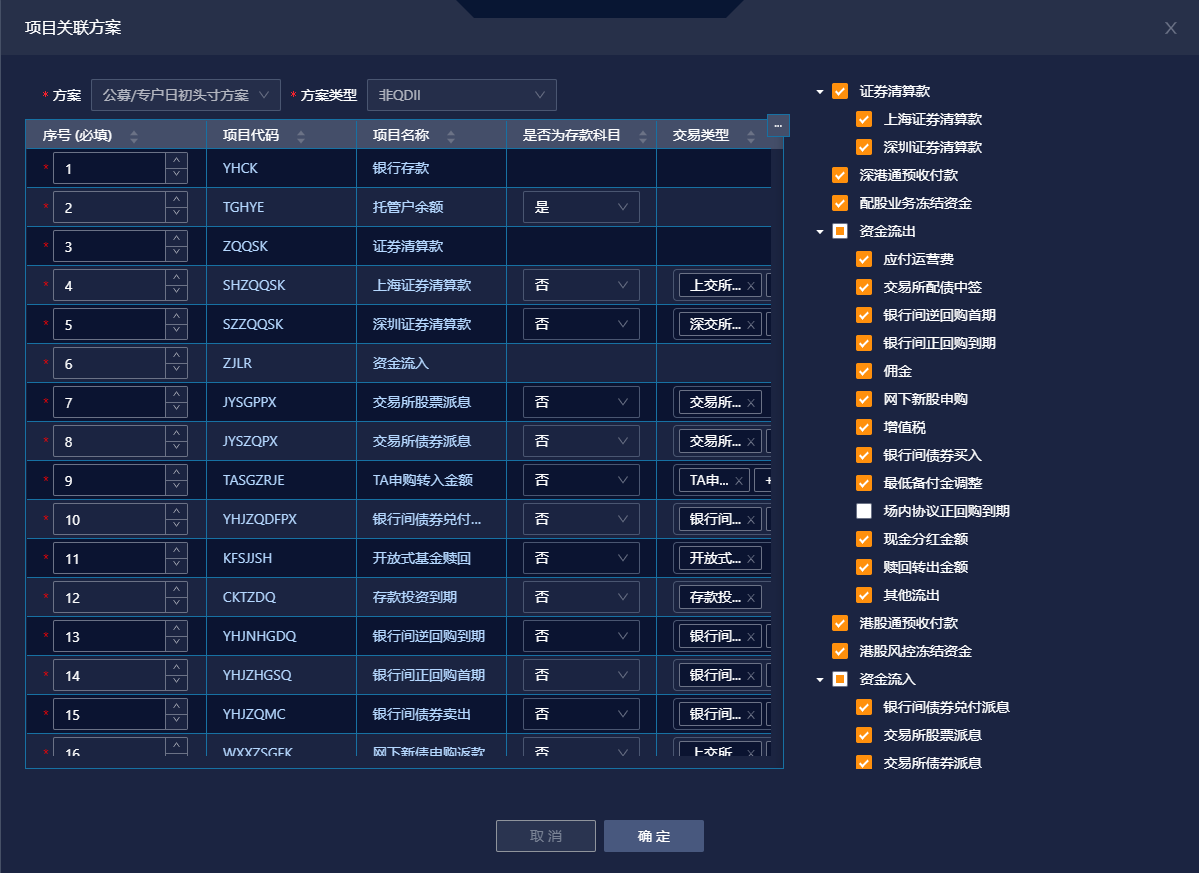 项目关联方案
* 方案 公募/专户日初头寸方案 * 方案类型 非QDII
序号 (必填) 项目代码 项目名称 是否为存款科目 交易类型 ...
* 1 YHCK 银行存款
* 2 TGHYE 托管户余额 是
* 3 ZQQSK 证券清算款
* 4 SHZQQSK 上海证券清算款 否 上交所...
* 5 SZZQQSK 深圳证券清算款 否 深交所...
* 6 ZJLR 资金流入
* 7 JYSGPPX 交易所股票派息 否 交易所...
* 8 JYSZQPX 交易所债券派息 否 交易所...
* 9 TASGZRJE TA申购转入金额 否 TA申... +
* 10 YHJZQDFPX 银行间债券兑付... 否 银行间...
* 11 KFSJJSH 开放式基金赎回 否 开放式...
* 12 CKTZDQ 存款投资到期 否 存款投...
* 13 YHJNHGDQ 银行间逆回购到期 否 银行间...
* 14 YHJZHGSQ 银行间正回购首期 否 银行间...
* 15 YHJZQMC 银行间债券卖出 否 银行间...
* 16 WXXZSGFK 网下新债申购返款 否 上交所...
证券清算款
上海证券清算款
深圳证券清算款
深港通预收付款
配股业务冻结资金
资金流出
应付运营费
交易所配债中签
银行间逆回购首期
银行间正回购到期
佣金
网下新股申购
增值税
银行间债券买入
最低备付金调整
场内协议正回购到期
现金分红金额
赎回转出金额
其他流出
港股通预收付款
港股风控冻结资金
资金流入
银行间债券兑付派息
交易所股票派息
交易所债券派息
取 消 确 定